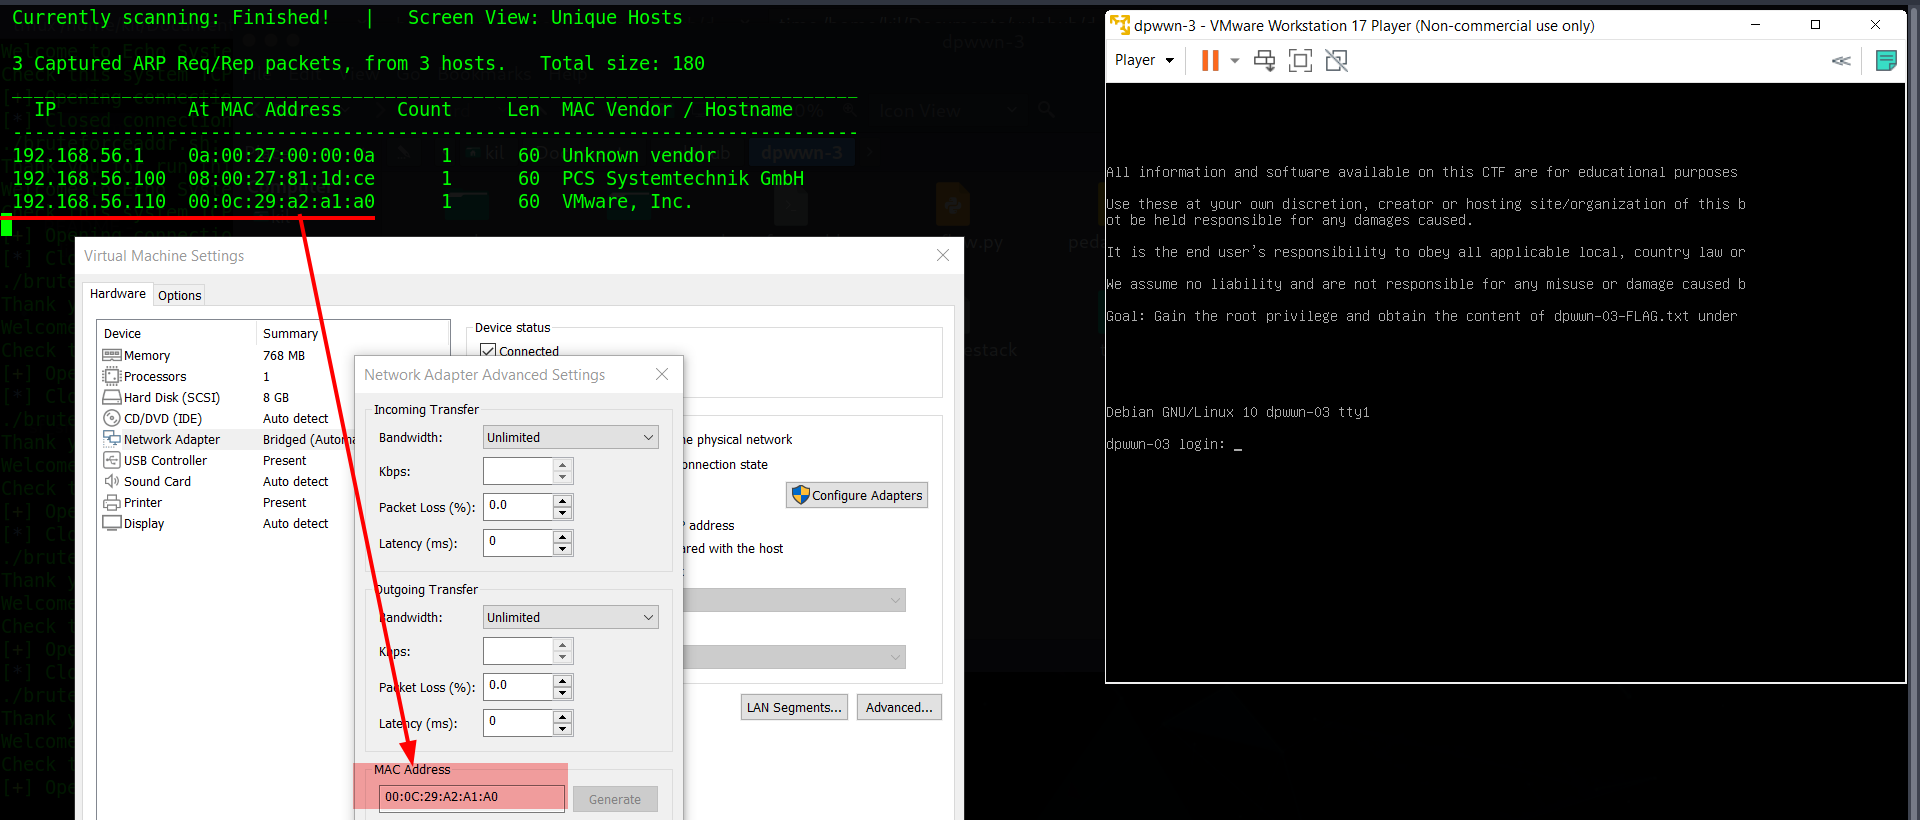 Currently scanning: Finished!   |   Screen View: Unique Hosts
3 Captured ARP Req/Rep packets, from 3 hosts.   Total size: 180
IP            At MAC Address     Count     Len  MAC Vendor / Hostname
192.168.56.1    0a:00:27:00:00:0a      1      60  Unknown vendor
192.168.56.100  08:00:27:81:1d:ce      1      60  PCS Systemtechnik GmbH
192.168.56.110  00:0c:29:a2:a1:a0      1      60  VMware, Inc.
Virtual Machine Settings
Hardware  Options
Device  Summary
Memory  768 MB
Processors  1
Hard Disk (SCSI)  8 GB
CD/DVD (IDE)  Auto detect
Network Adapter  Bridged (Automa
USB Controller  Present
Sound Card  Auto detect
Printer  Present
Display  Auto detect
Device status
Connected
ne physical network
onnection state
Configure Adapters
address
ared with the host
LAN Segments...  Advanced...
Network Adapter Advanced Settings
Incoming Transfer
Bandwidth:  Unlimited
Kbps:
Packet Loss (%):  0.0
Latency (ms):  0
Outgoing Transfer
Bandwidth:  Unlimited
Kbps:
Packet Loss (%):  0.0
Latency (ms):  0
MAC Address
00:0C:29:A2:A1:A0  Generate
dpwwn-3 - VMware Workstation 17 Player (Non-commercial use only)
Player
All information and software available on this CTF are for educational purposes
Use these at your own discretion, creator or hosting site/organization of this b
ot be held responsible for any damages caused.
It is the end user's responsibility to obey all applicable local, country law or
We assume no liability and are not responsible for any misuse or damage caused b
Goal: Gain the root privilege and obtain the content of dpwwn-03-FLAG.txt under
Debian GNU/Linux 10 dpwwn-03 tty1
dpwwn-03 login: _
dpwwn-3
Icon View
dpwwn-3